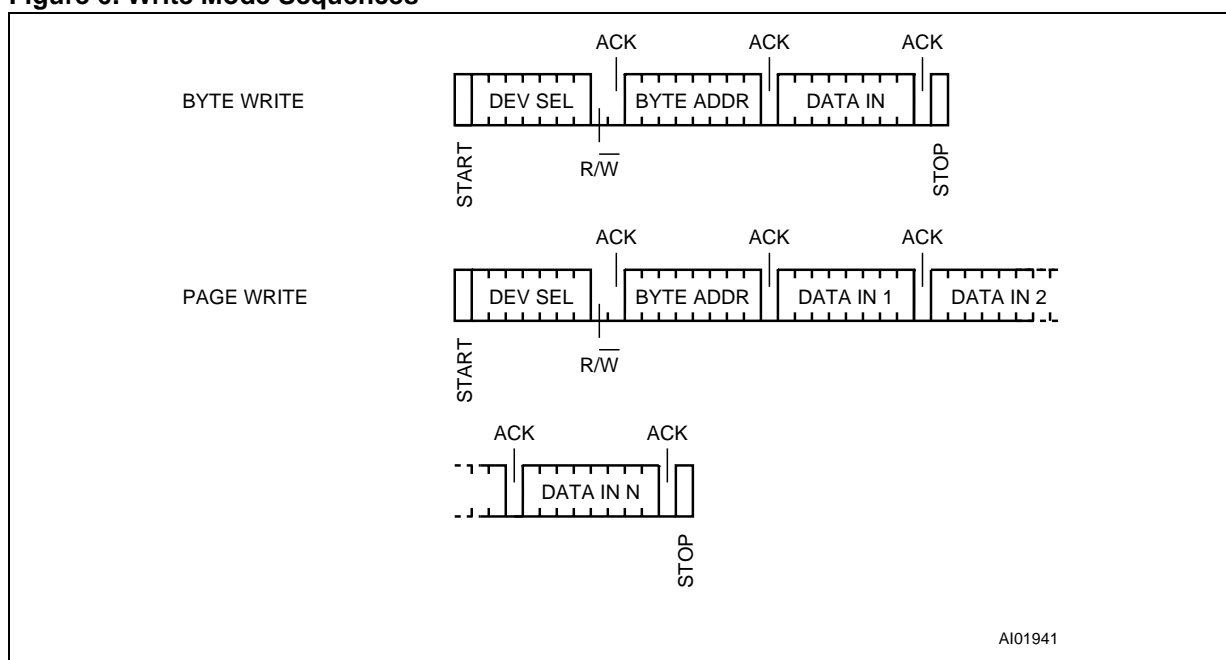 Figure 6. Write Mode Sequences
ACK ACK ACK
BYTE WRITE DEV SEL BYTE ADDR DATA IN
START R/W̅ STOP
ACK ACK ACK
PAGE WRITE DEV SEL BYTE ADDR DATA IN 1 DATA IN 2
START R/W̅
ACK ACK
DATA IN N
STOP
AI01941